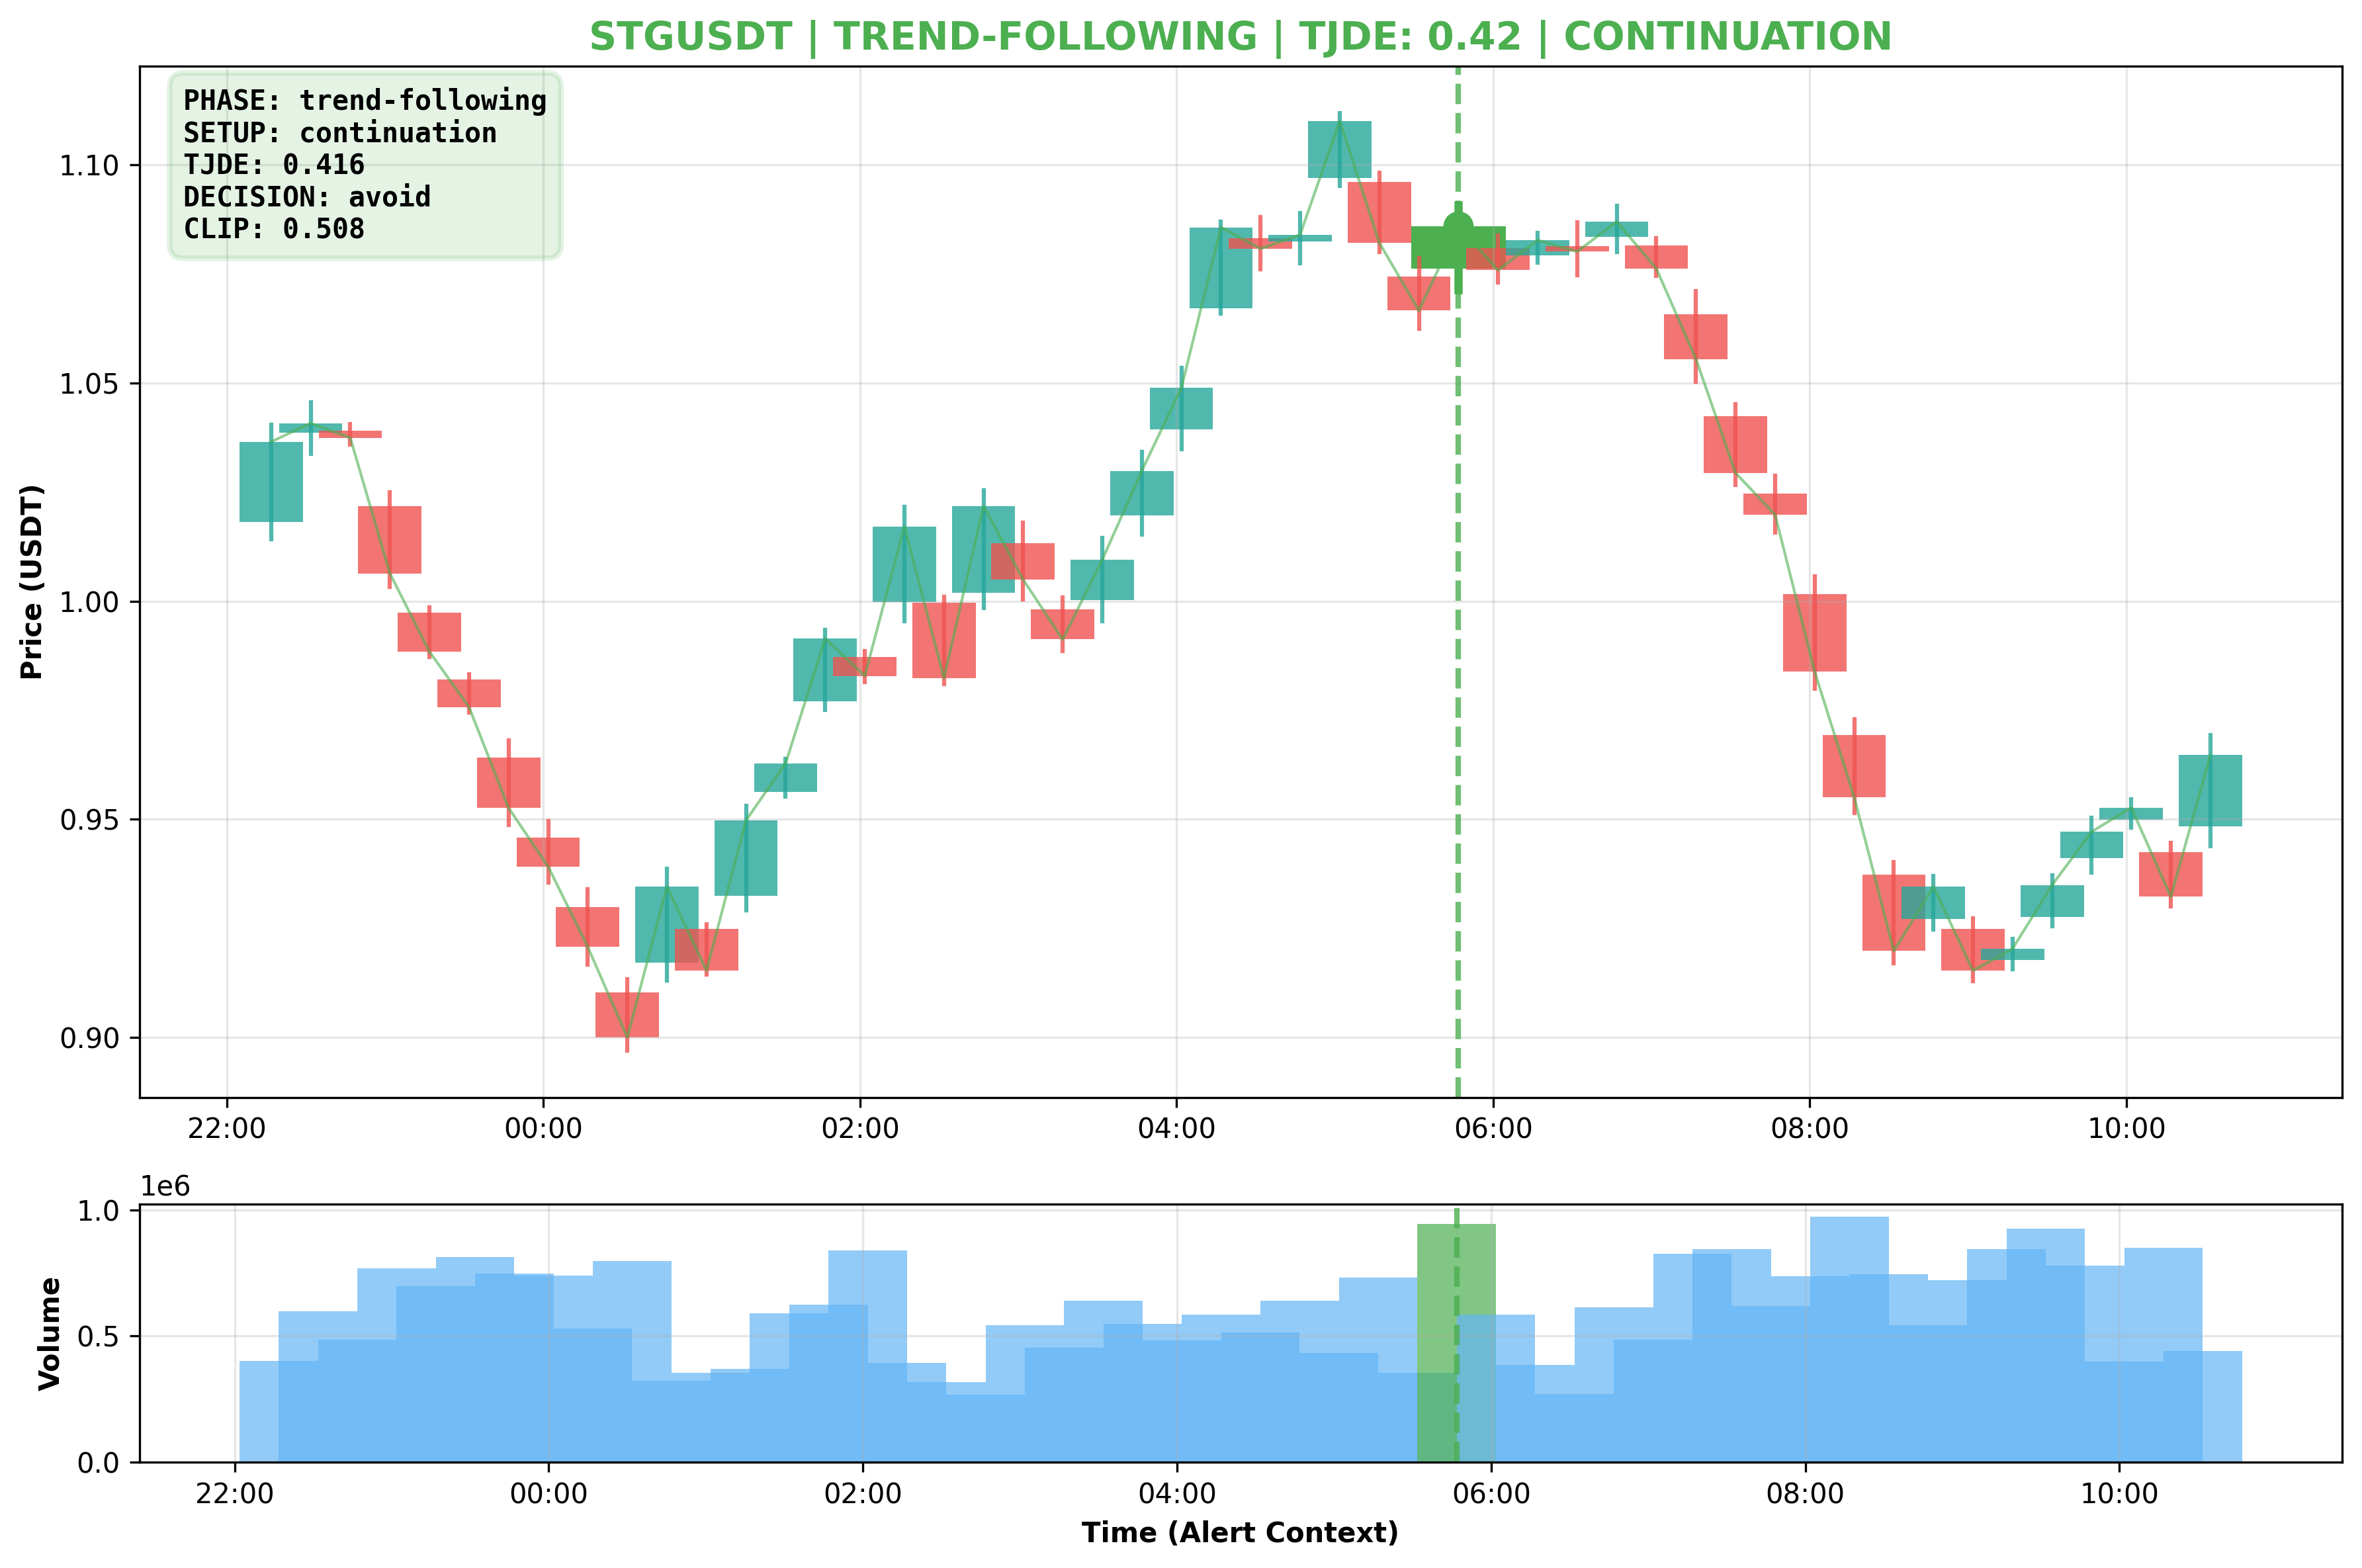 STGUSDT | TREND-FOLLOWING | TJDE: 0.42 | CONTINUATION
PHASE: trend-following
SETUP: continuation
TJDE: 0.416
DECISION: avoid
CLIP: 0.508
Price (USDT)
1.10
1.05
1.00
0.95
0.90
22:00 00:00 02:00 04:00 06:00 08:00 10:00
1e6
Volume
1.0
0.5
0.0
22:00 00:00 02:00 04:00 06:00 08:00 10:00
Time (Alert Context)